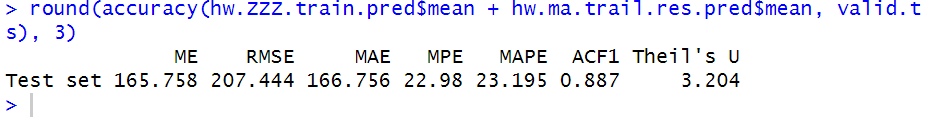 > round(accuracy(hw.ZZZ.train.pred$mean + hw.ma.trail.res.pred$mean, valid.t
s), 3)
ME RMSE MAE MPE MAPE ACF1 Theil's U
Test set 165.758 207.444 166.756 22.98 23.195 0.887 3.204
>